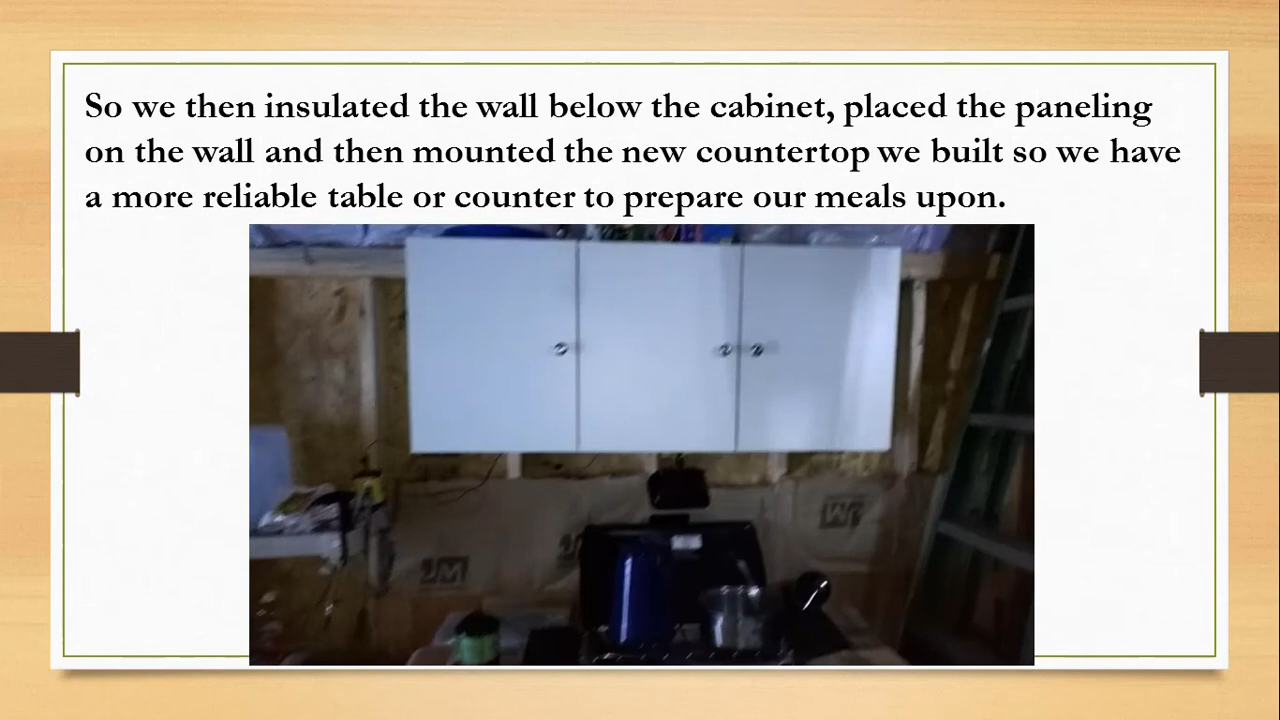 So we then insulated the wall below the cabinet, placed the paneling
on the wall and then mounted the new countertop we built so we have
a more reliable table or counter to prepare our meals upon.
JM